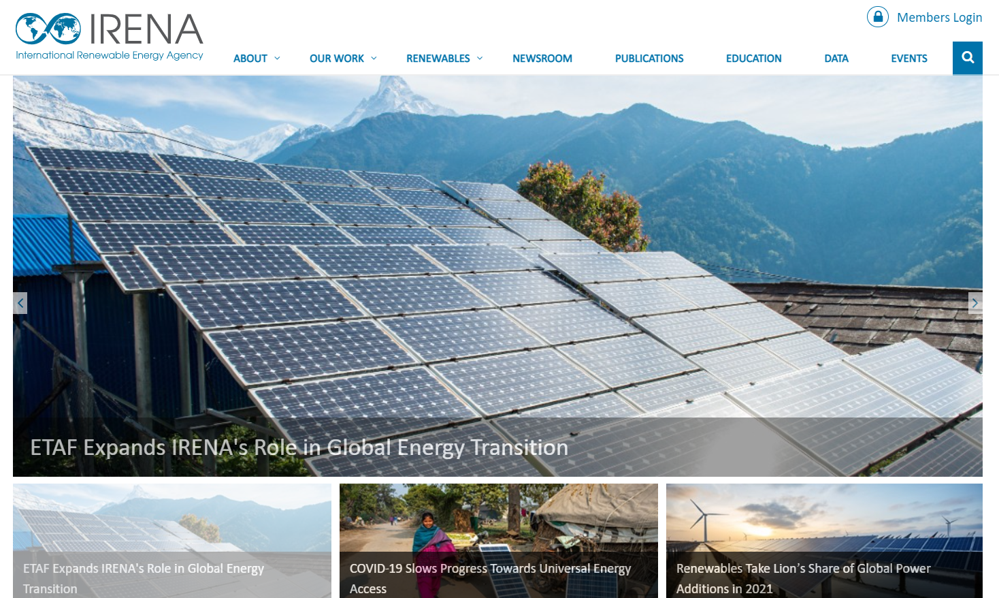 IRENA
International Renewable Energy Agency
Members Login
ABOUT
OUR WORK
RENEWABLES
NEWSROOM
PUBLICATIONS
EDUCATION
DATA
EVENTS
ETAF Expands IRENA's Role in Global Energy Transition
ETAF Expands IRENA's Role in Global Energy
Transition
COVID-19 Slows Progress Towards Universal Energy
Access
Renewables Take Lion’s Share of Global Power
Additions in 2021